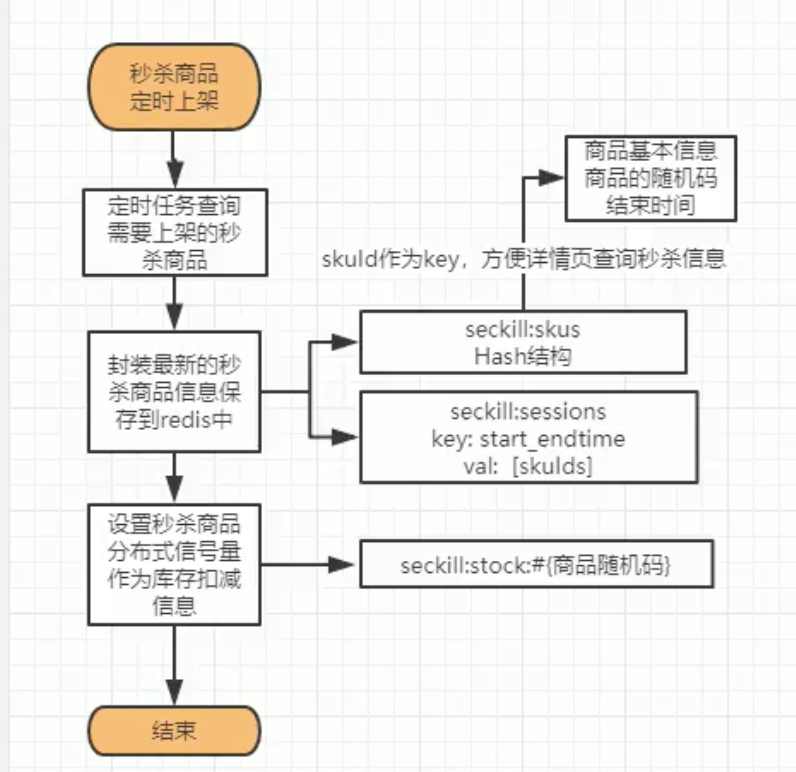 秒杀商品
定时上架
定时任务查询
需要上架的秒
杀商品
商品基本信息
商品的随机码
结束时间
skuId作为key，方便详情页查询秒杀信息
封装最新的秒
杀商品信息保
存到redis中
seckill:skus
Hash结构
seckill:sessions
key: start_endtime
val: [skuIds]
设置秒杀商品
分布式信号量
作为库存扣减
信息
seckill:stock:#{商品随机码}
结束